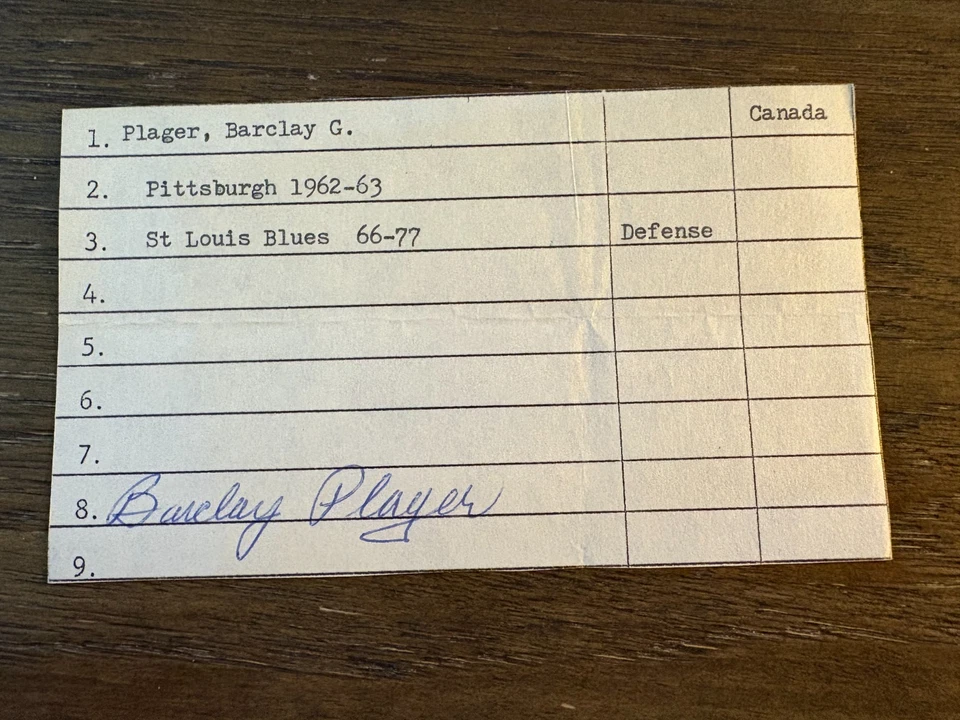 1. Plager, Barclay G. Canada
2. Pittsburgh 1962-63
3. St Louis Blues 66-77 Defense
4.
5.
6.
7.
8. Barclay Plager
9.